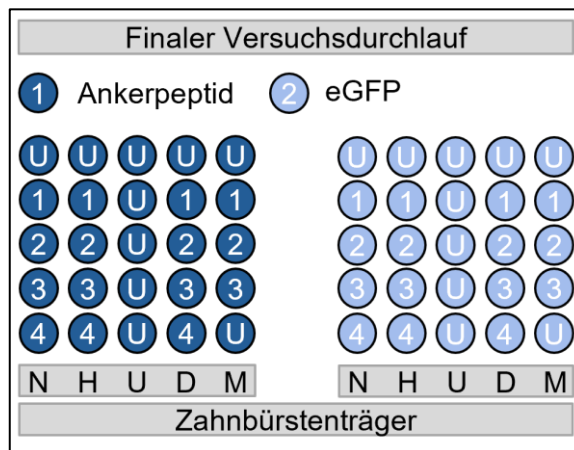 Finaler Versuchsdurchlauf
1 Ankerpeptid 2 eGFP
U U U U U U U U U U
1 1 U 1 1 1 1 U 1 1
2 2 U 2 2 2 2 U 2 2
3 3 U 3 3 3 3 U 3 3
4 4 U 4 U 4 4 U 4 U
N H U D M N H U D M
Zahnbürstenträger